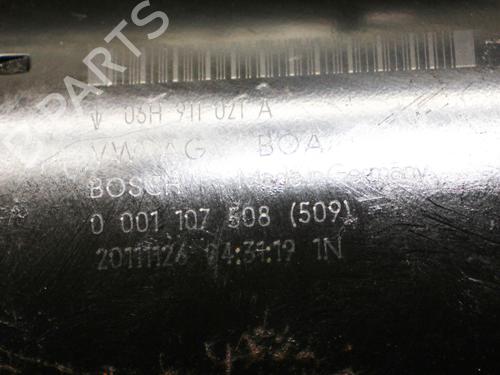 B-PARTS
06H 911 021 A
VW AG BOA
BOSCH Made in Germany
0 001 107 508 (509)
20111126 04:31:19 1N